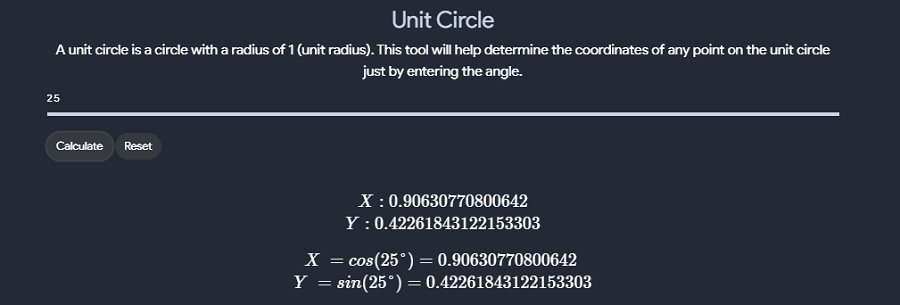 Unit Circle
A unit circle is a circle with a radius of 1 (unit radius). This tool will help determine the coordinates of any point on the unit circle
just by entering the angle.
25
Calculate Reset
X : 0.90630770800642
Y : 0.42261843122153303
X = cos(25°) = 0.90630770800642
Y = sin(25°) = 0.42261843122153303